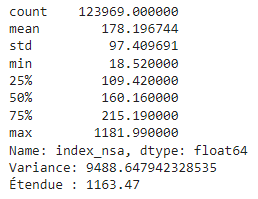 count    123969.000000
mean        178.196744
std          97.409691
min          18.520000
25%         109.420000
50%         160.160000
75%         215.190000
max        1181.990000
Name: index_nsa, dtype: float64
Variance: 9488.647942328535
Étendue : 1163.47